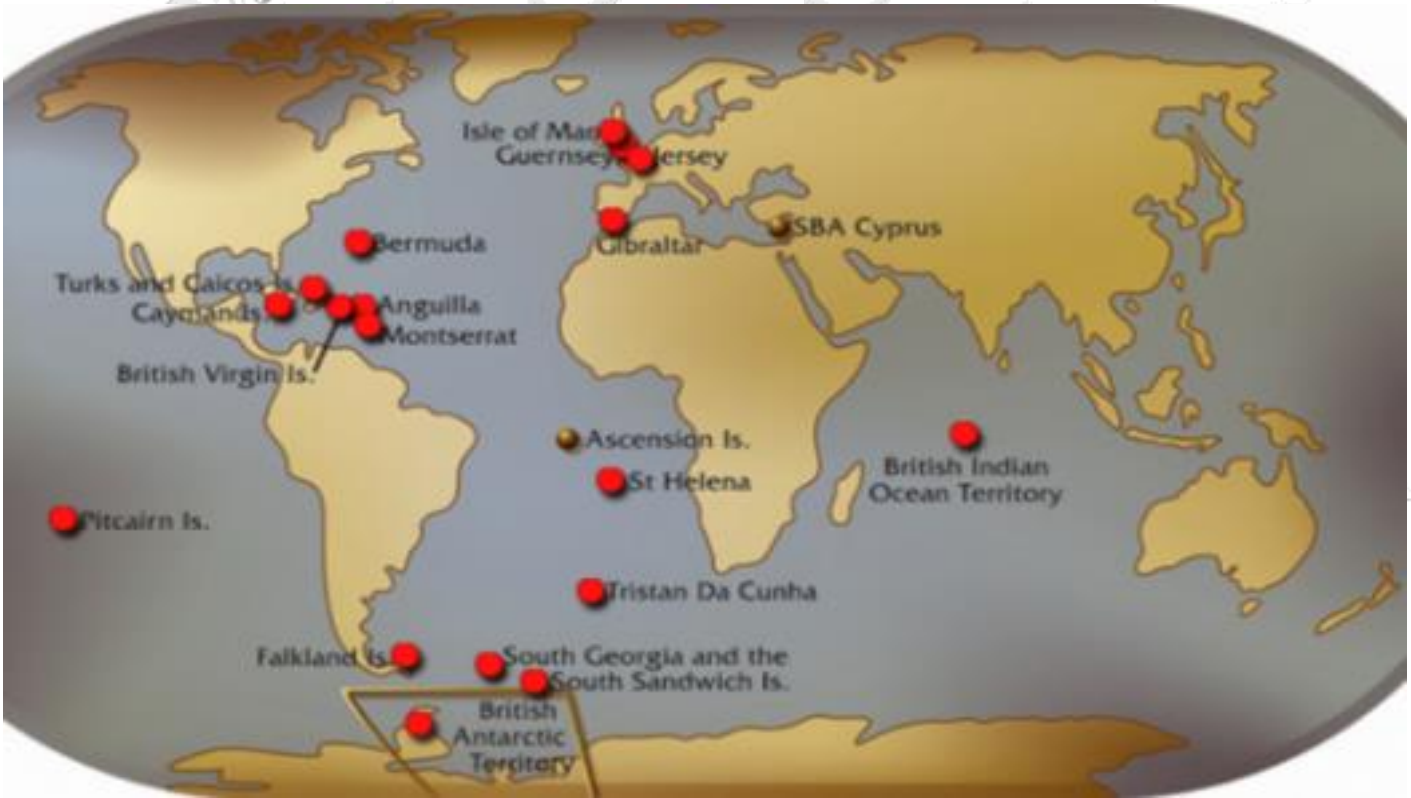 Isle of Man
Guernsey Jersey
Gibraltar
SBA Cyprus
Bermuda
Turks and Caicos Is.
Caymands
Anguilla
Montserrat
British Virgin Is.
Ascension Is.
St Helena
British Indian
Ocean Territory
Pitcairn Is.
Tristan Da Cunha
Falkland Is.
South Georgia and the
South Sandwich Is.
British
Antarctic
Territory